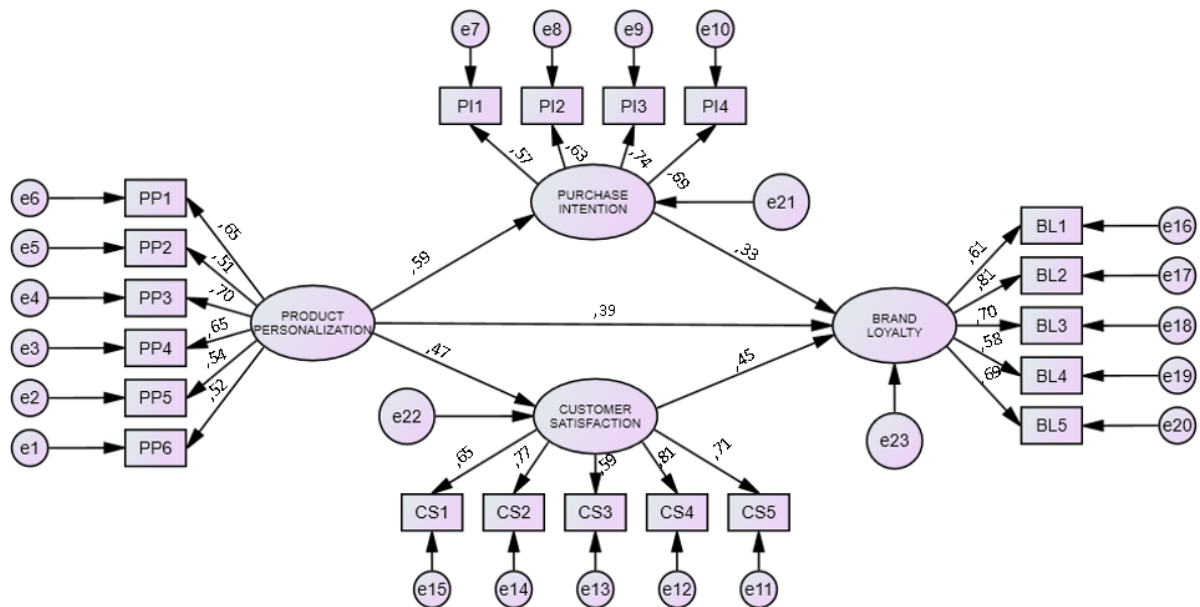 e7
e8
e9
e10
PI1
PI2
PI3
PI4
,57
,63
,74
,69
PURCHASE
INTENTION
e21
e6
PP1
e5
PP2
e4
PP3
e3
PP4
e2
PP5
e1
PP6
,65
,51
,70
,65
,54
,52
PRODUCT
PERSONALIZATION
,59
,39
,47
,33
,45
BRAND
LOYALTY
e23
,61
,81
,70
,58
,69
BL1
e16
BL2
e17
BL3
e18
BL4
e19
BL5
e20
e22
CUSTOMER
SATISFACTION
,65
,77
,59
,81
,71
CS1
CS2
CS3
CS4
CS5
e15
e14
e13
e12
e11